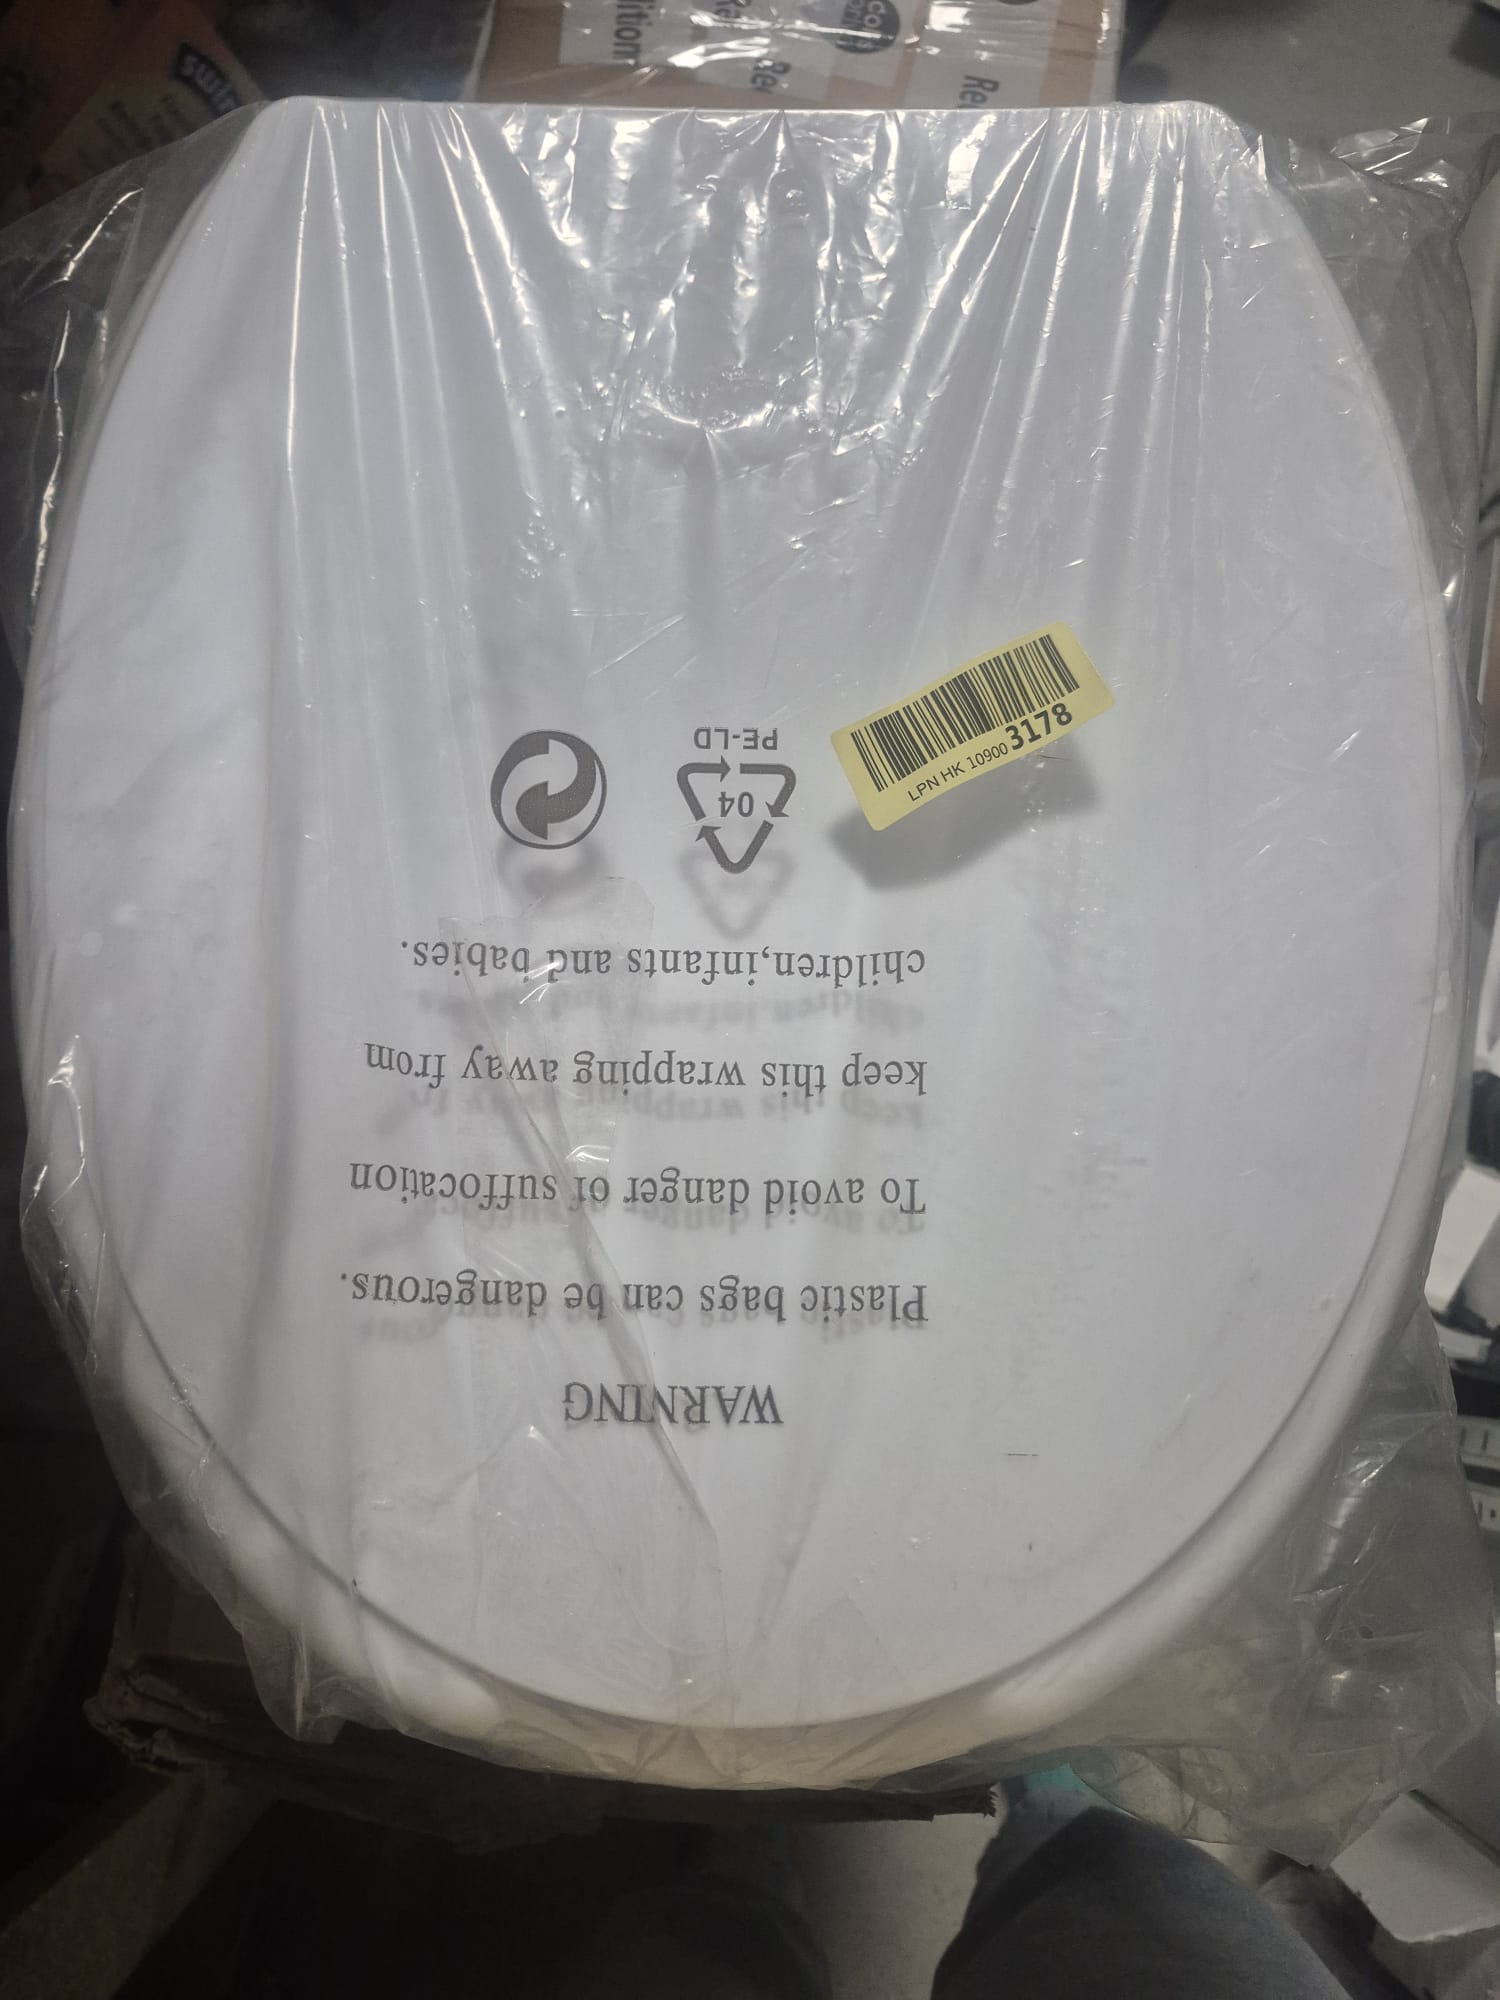 WARNING
Plastic bags can be dangerous.
To avoid danger of suffocation
keep this wrapping away from
children,infants and babies.
04
PE-LD
LPN HK 10900 3178